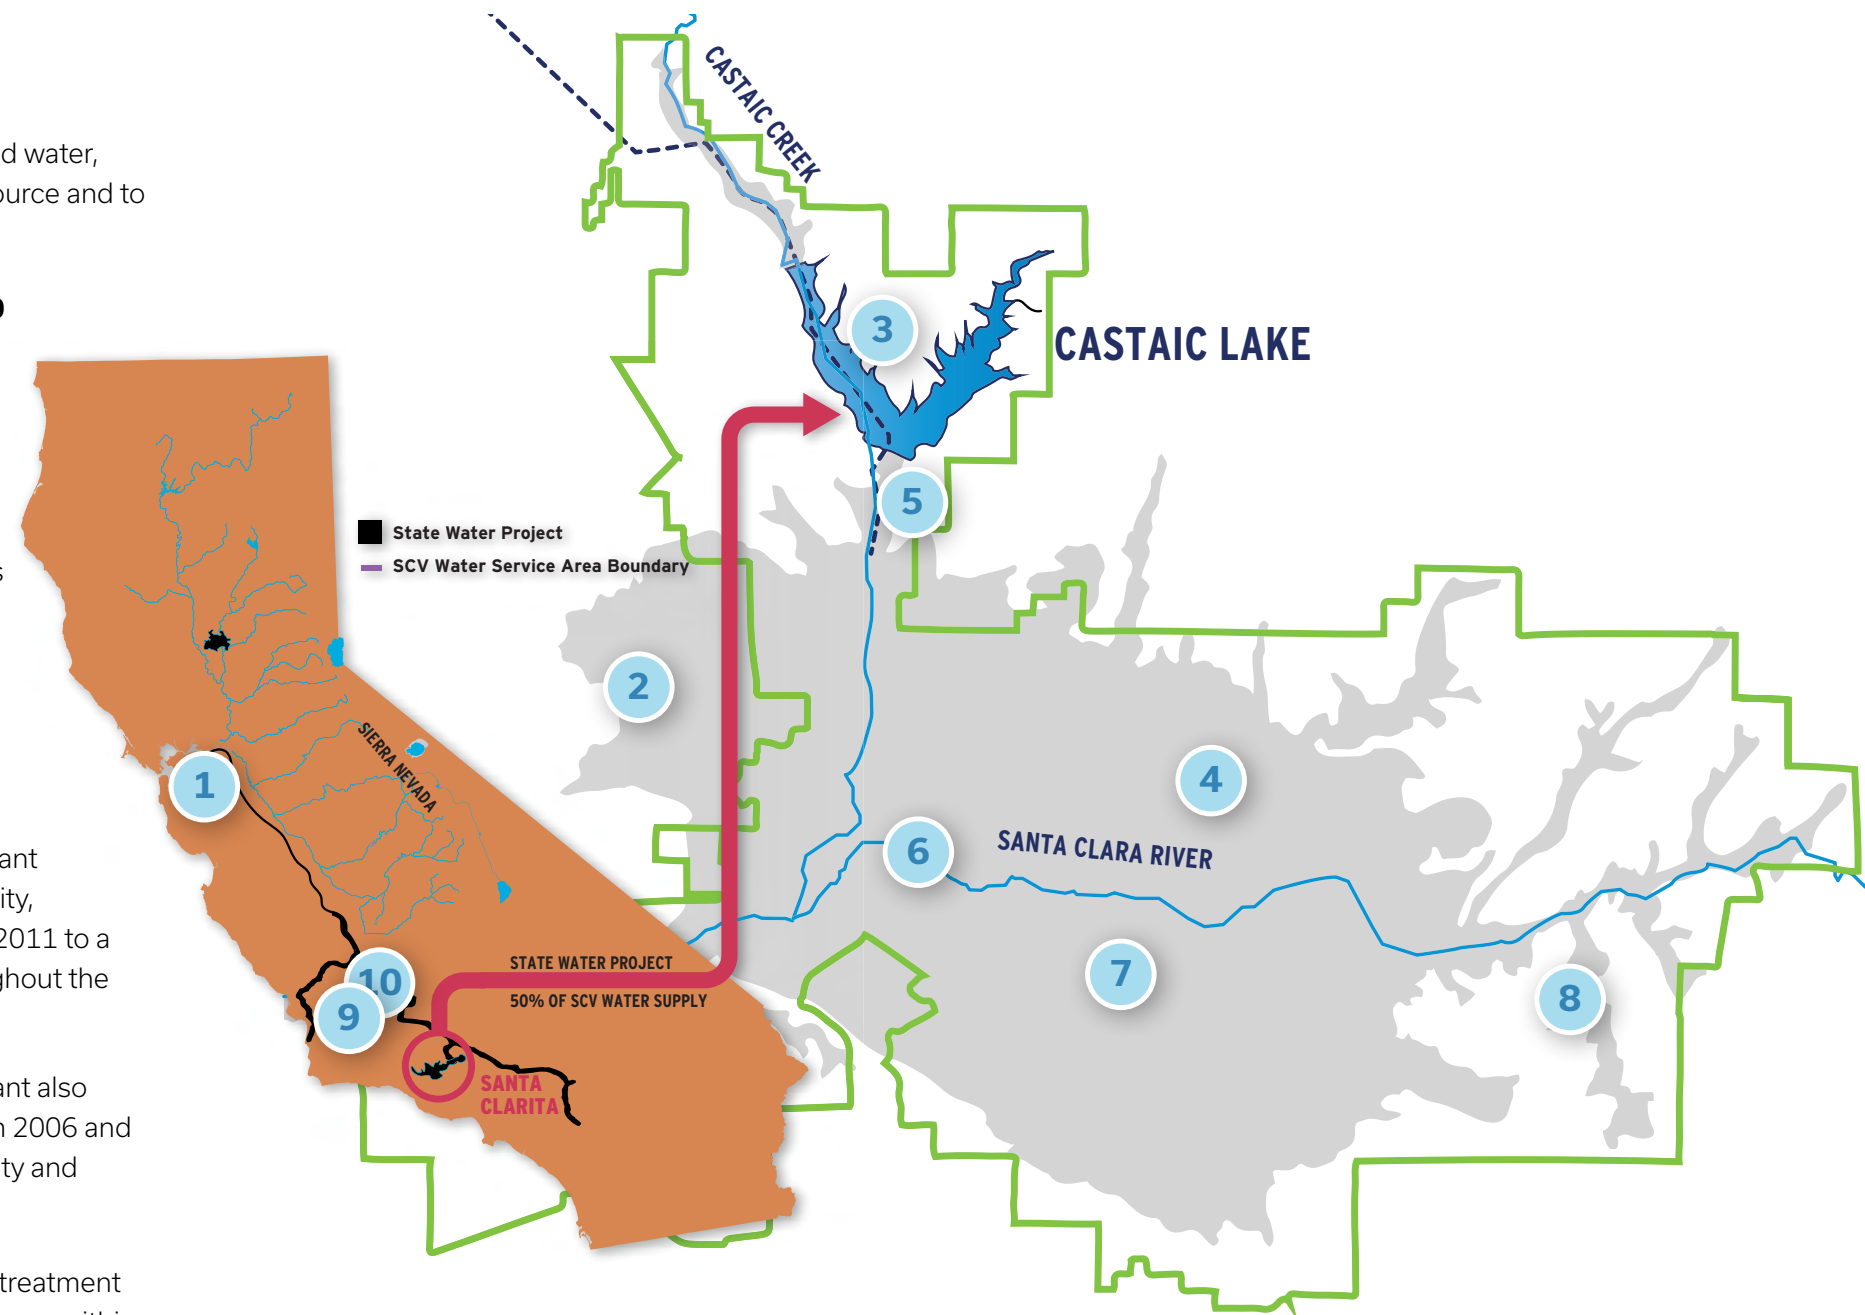 d water,
ource and to
s
ant
ity,
2011 to a
ghout the
ant also
n 2006 and
ty and
treatment
CASTAIC CREEK
3
CASTAIC LAKE
5
State Water Project
SCV Water Service Area Boundary
2
4
SIERRA NEVADA
1
6
SANTA CLARA RIVER
7
8
STATE WATER PROJECT
50% OF SCV WATER SUPPLY
10
9
SANTA
CLARITA